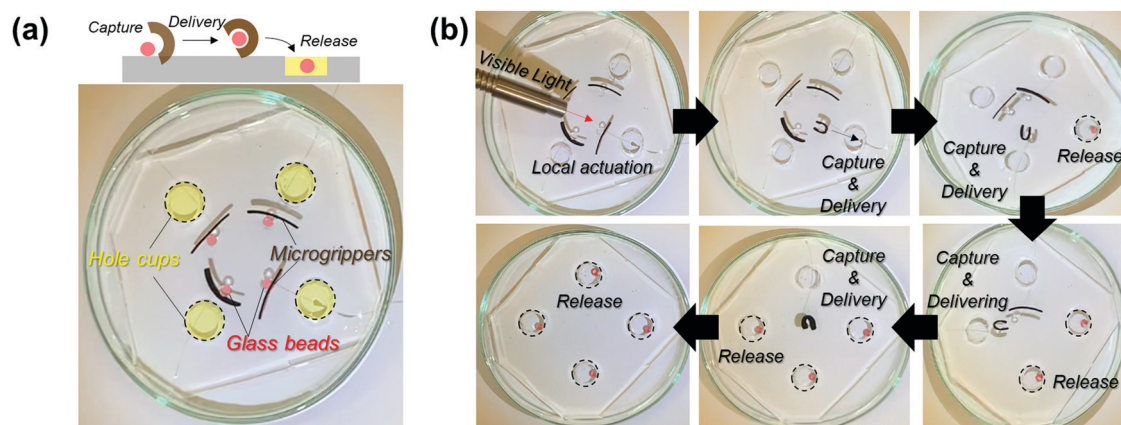 (a)
Capture
Delivery
Release
Hole cups
Microgrippers
Glass beads
(b)
Visible Light
Local actuation
Capture
&
Delivery
Capture
&
Delivery
Release
Capture
&
Delivering
Release
Capture
&
Delivery
Release
Release